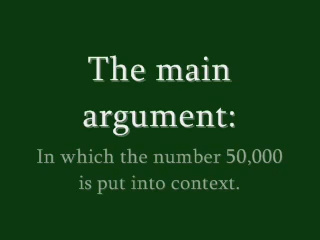 The main
argument:
In which the number 50,000
is put into context.